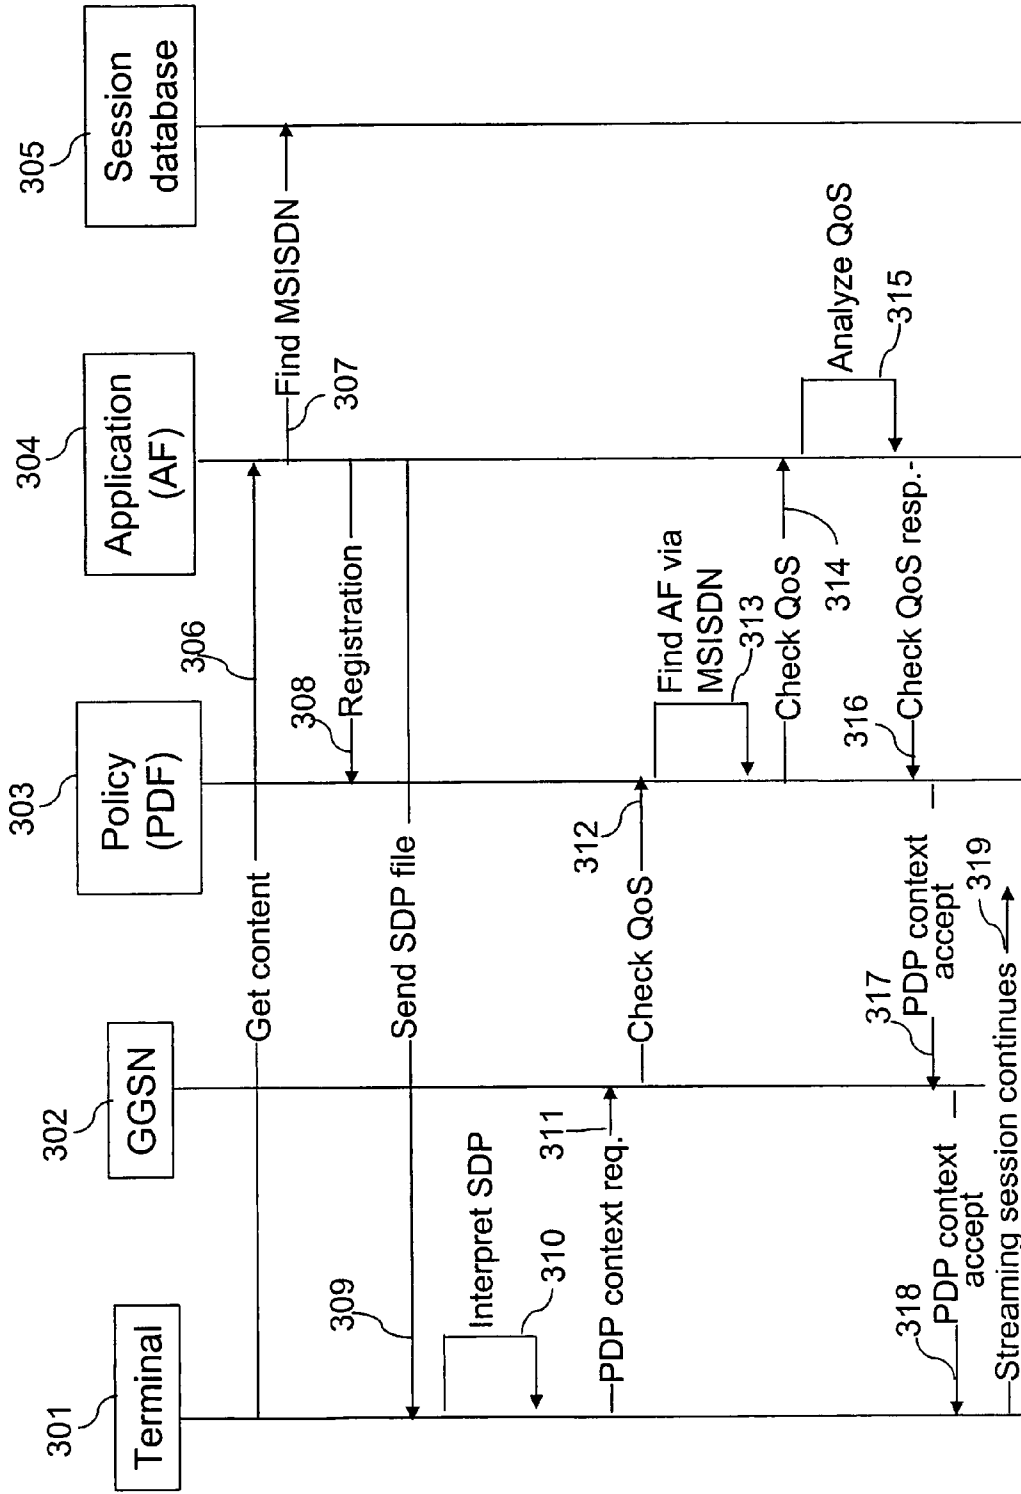 301
Terminal
302
GGSN
303
Policy
(PDF)
304
Application
(AF)
305
Session
database
306
Get content
Find MSISDN
307
308
Registration
309
Send SDP file
Interpret SDP
310
311
PDP context req.
312
Check QoS
Find AF via
MSISDN
313
Check QoS
314
Analyze QoS
315
316
Check QoS resp.
317
PDP context
accept
318
PDP context
accept
319
Streaming session continues